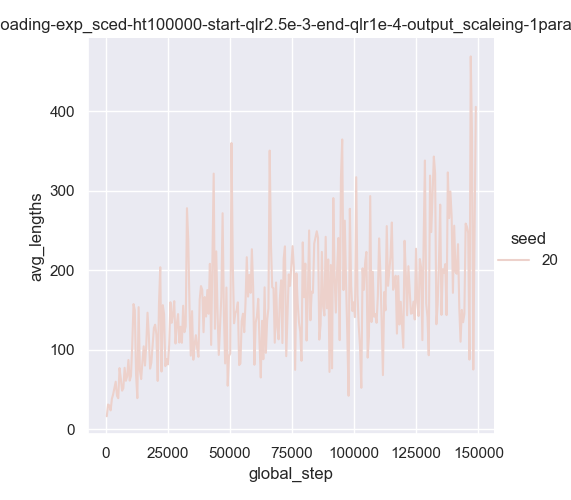 oading-exp_sced-ht100000-start-qlr2.5e-3-end-qlr1e-4-output_scaleing-1para
400
300
200
100
0
avg_lengths
0 25000 50000 75000 100000 125000 150000
global_step
seed
20